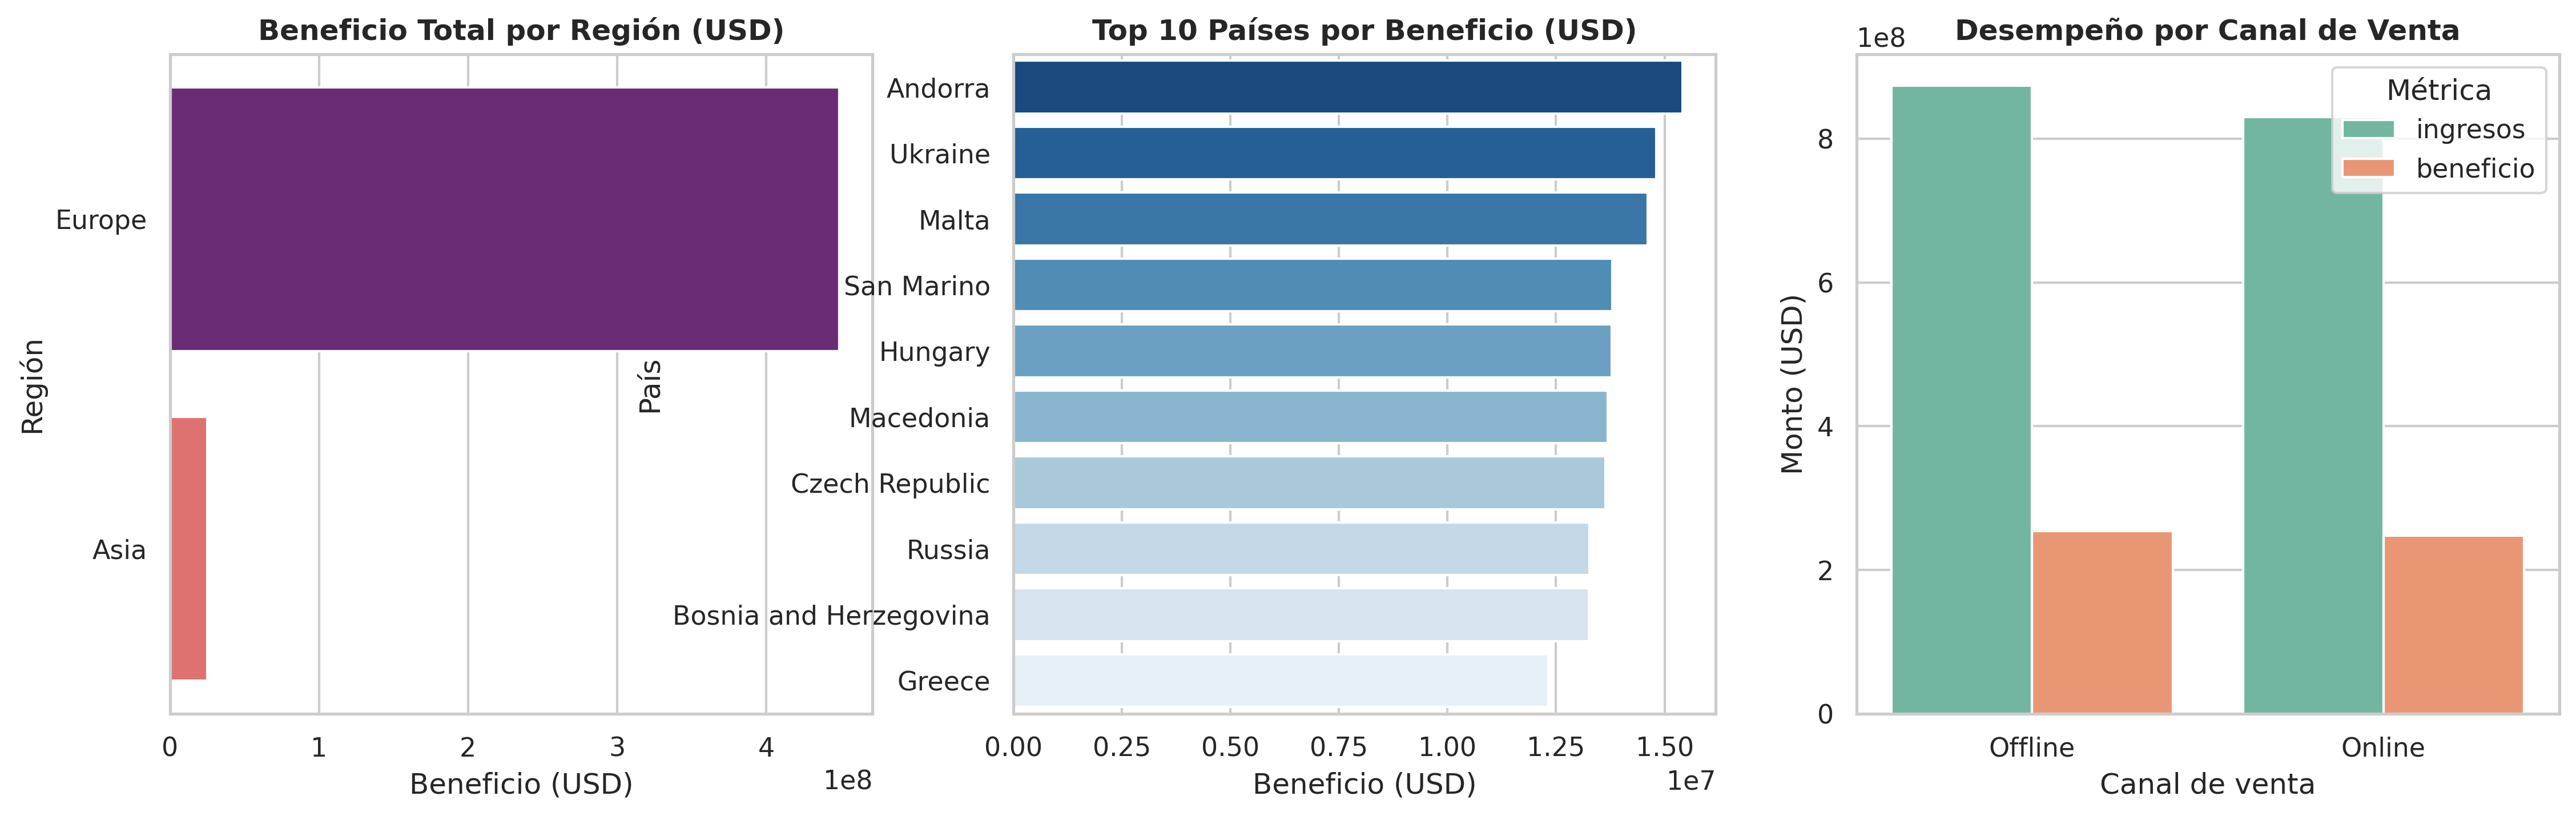 Beneficio Total por Región (USD)
Región
Europe
Asia
0 1 2 3 4
1e8
Beneficio (USD)
Top 10 Países por Beneficio (USD)
País
Andorra
Ukraine
Malta
San Marino
Hungary
Macedonia
Czech Republic
Russia
Bosnia and Herzegovina
Greece
0.00 0.25 0.50 0.75 1.00 1.25 1.50
1e7
Beneficio (USD)
Desempeño por Canal de Venta
1e8
Monto (USD)
8
6
4
2
0
Métrica
ingresos
beneficio
Offline Online
Canal de venta